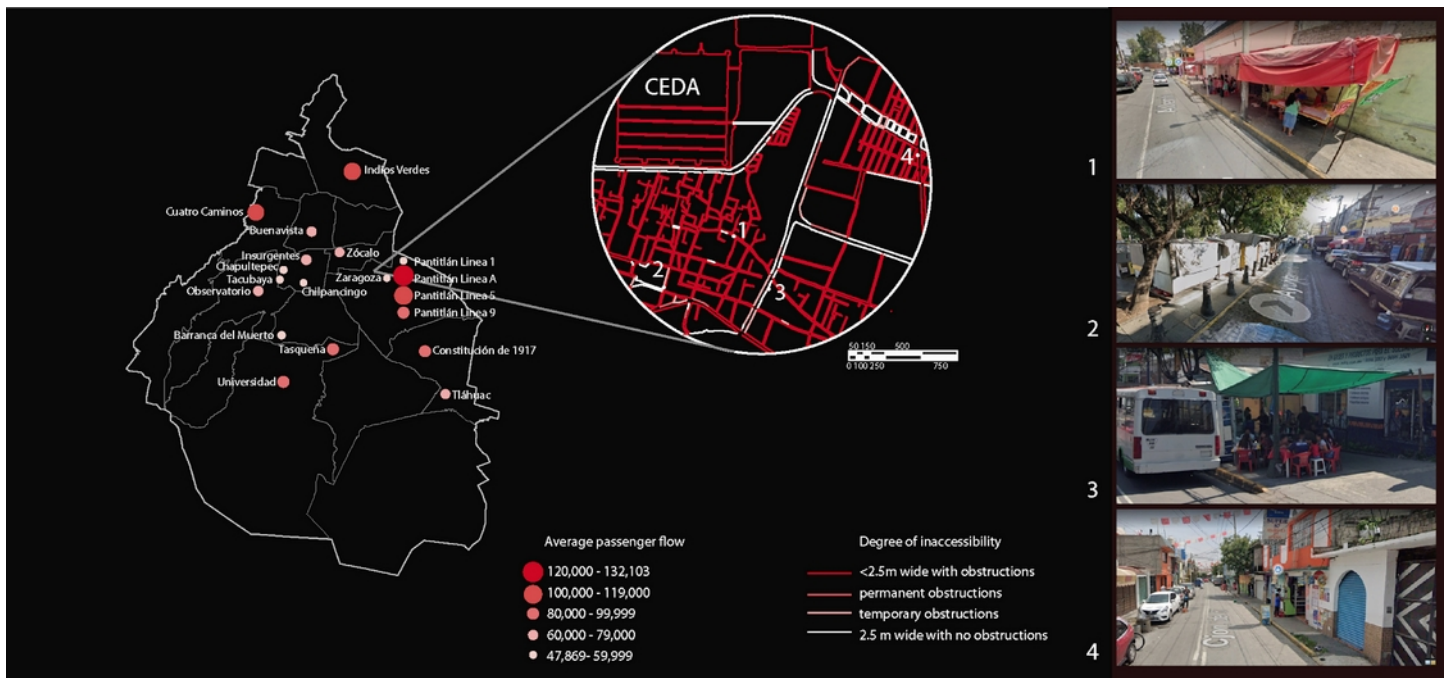 Indios Verdes
Cuatro Caminos
Buenavista
Insurgentes
Zócalo
Chapultepec
Tacubaya
Zaragoza
Observatorio
Chilpancingo
Pantitlán Linea 1
Pantitlán Linea A
Pantitlán Linea 5
Pantitlán Linea 9
Barranca del Muerto
Tasqueña
Constitución de 1917
Universidad
Tláhuac
CEDA
4
1
2
3
50 150 500
0 100 250 750
Average passenger flow
120,000 - 132,103
100,000 - 119,000
80,000 - 99,999
60,000 - 79,000
47,869- 59,999
Degree of inaccessibility
<2.5m wide with obstructions
permanent obstructions
temporary obstructions
2.5 m wide with no obstructions
1
2
3
4